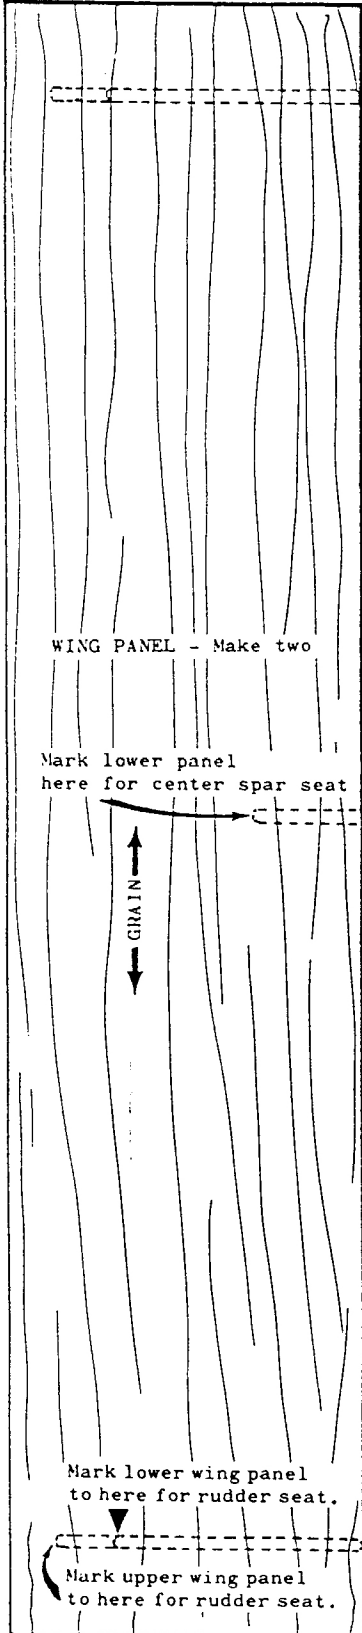 WING PANEL - Make two
Mark lower panel
here for center spar seat
GRAIN
Mark lower wing panel
to here for rudder seat.
Mark upper wing panel
to here for rudder seat.